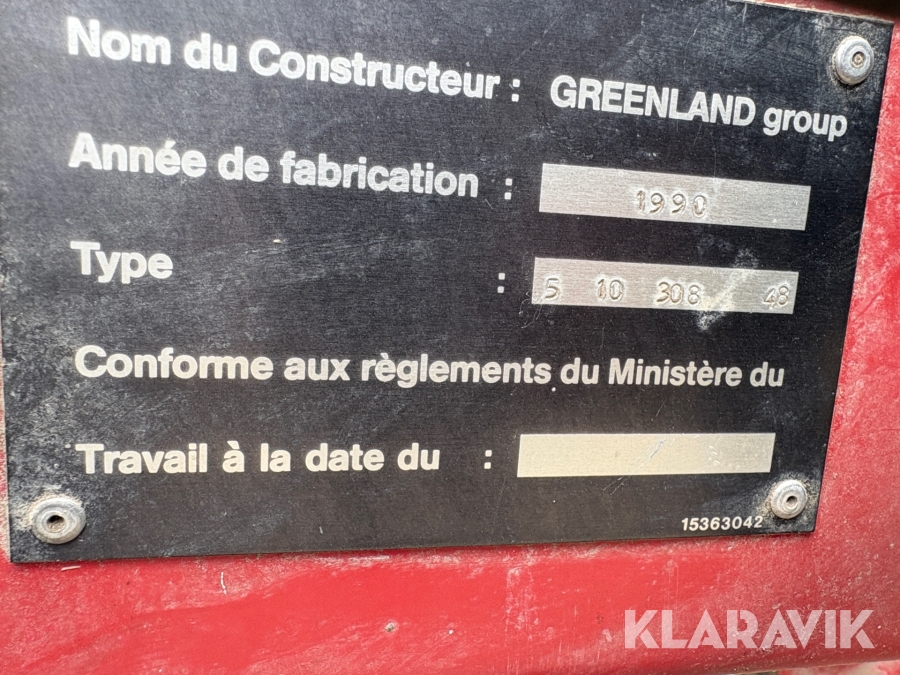 Nom du Constructeur : GREENLAND group
Année de fabrication : 1990
Type : 5 10 308 48
Conforme aux règlements du Ministère du
Travail à la date du :
15363042
KLARAVIK